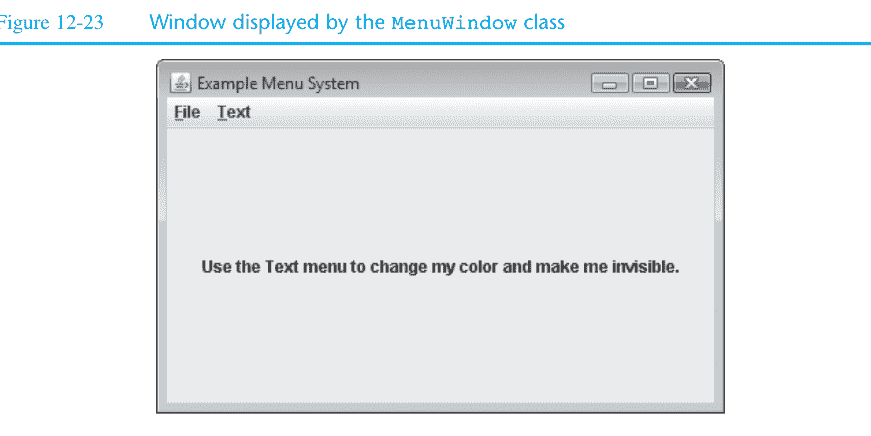 Figure 12-23 Window displayed by the MenuWindow class
Example Menu System
File Text
Use the Text menu to change my color and make me invisible.